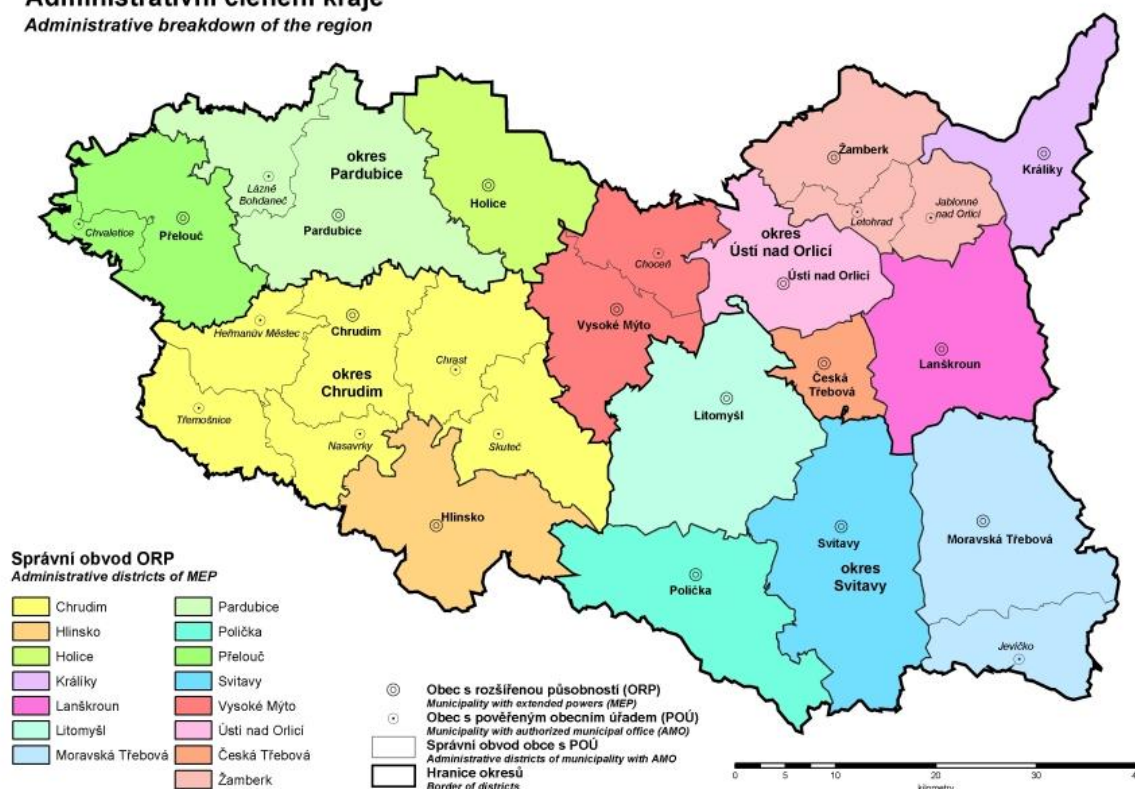 Administrativní členění kraje
Administrative breakdown of the region
Žamberk
Králíky
okres
Pardubice
Lázně
Bohdaneč
Holice
Letohrad
Jablonné
nad Orlicí
Chvaletice
Přelouč
Pardubice
okres
Ústí nad Orlicí
Choceň
Ústí nad Orlicí
Heřmanův Městec
Chrudim
Vysoké Mýto
Chrast
okres
Chrudim
Česká
Třebová
Lanškroun
Třemošnice
Litomyšl
Nasavrky
Skuteč
Hlinsko
Svitavy
Moravská Třebová
okres
Svitavy
Polička
Jevíčko
Správní obvod ORP
Administrative districts of MEP
Chrudim
Hlinsko
Holice
Králíky
Lanškroun
Litomyšl
Moravská Třebová
Pardubice
Polička
Přelouč
Svitavy
Vysoké Mýto
Ústí nad Orlicí
Česká Třebová
Žamberk
Obec s rozšířenou působností (ORP)
Municipality with extended powers (MEP)
Obec s pověřeným obecním úřadem (POÚ)
Municipality with authorized municipal office (AMO)
Správní obvod obce s POÚ
Administrative districts of municipality with AMO
Hranice okresů
Border of districts
0 5 10 20 30
kilometry